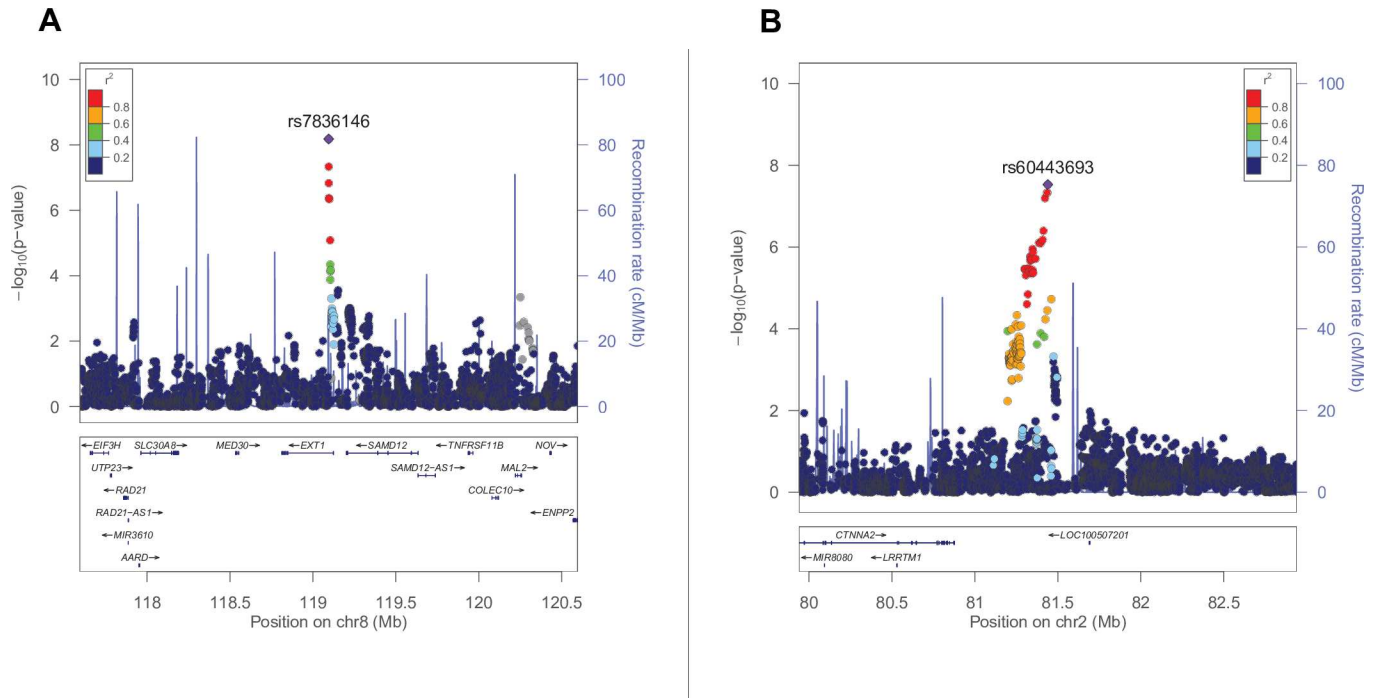 A
B
r²
0.8
0.6
0.4
0.2
rs7836146
10
8
6
4
2
0
−log₁₀(p−value)
100
80
60
40
20
0
Recombination rate (cM/Mb)
←EIF3H
SLC30A8→
MED30→
←EXT1
←SAMD12
←TNFRSF11B
NOV→
UTP23→
SAMD12−AS1→
MAL2→
←RAD21
COLEC10→
RAD21−AS1→
←ENPP2
←MIR3610
AARD→
118
118.5
119
119.5
120
120.5
Position on chr8 (Mb)
r²
0.8
0.6
0.4
0.2
rs60443693
10
8
6
4
2
0
−log₁₀(p−value)
100
80
60
40
20
0
Recombination rate (cM/Mb)
CTNNA2→
←LOC100507201
←MIR8080
←LRRTM1
80
80.5
81
81.5
82
82.5
Position on chr2 (Mb)